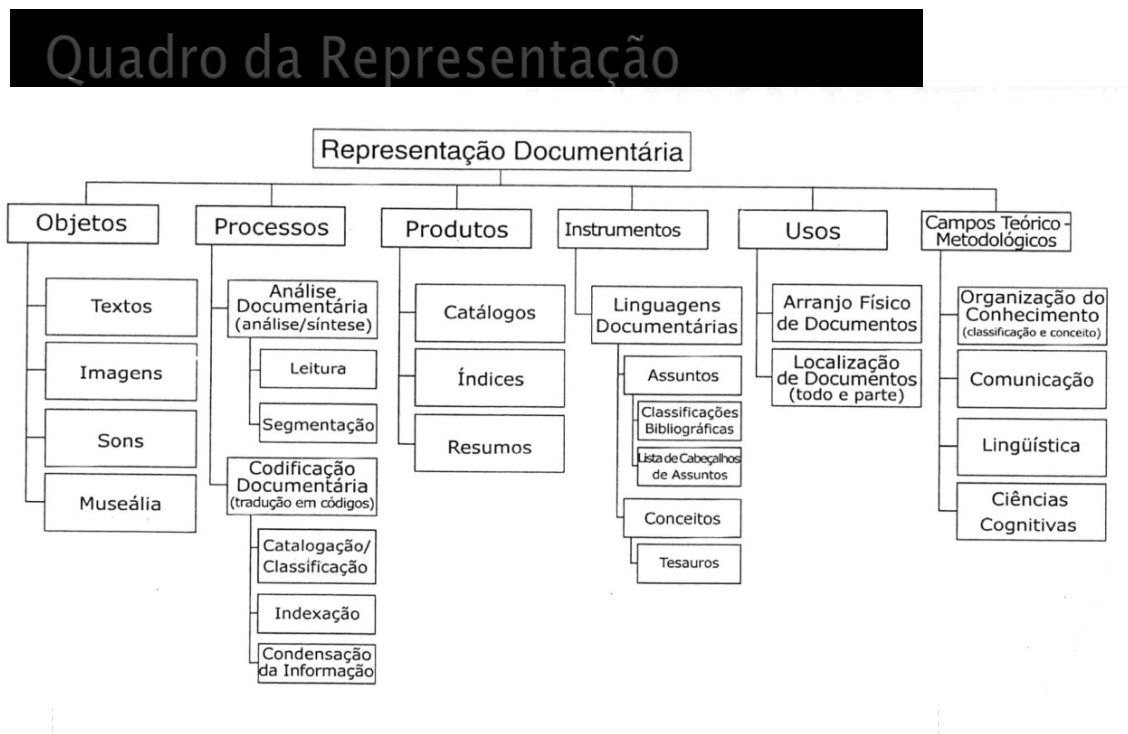 Quadro da Representação
Representação Documentária
Objetos
Textos
Imagens
Sons
Museália
Processos
Análise
Documentária
(análise/síntese)
Leitura
Segmentação
Codificação
Documentária
(tradução em códigos)
Catalogação/
Classificação
Indexação
Condensação
da Informação
Produtos
Catálogos
Índices
Resumos
Instrumentos
Linguagens
Documentárias
Assuntos
Classificações
Bibliográficas
Lista de Cabeçalhos
de Assuntos
Conceitos
Tesauros
Usos
Arranjo Físico
de Documentos
Localização
de Documentos
(todo e parte)
Campos Teórico -
Metodológicos
Organização do
Conhecimento
(classificação e conceito)
Comunicação
Lingüística
Ciências
Cognitivas